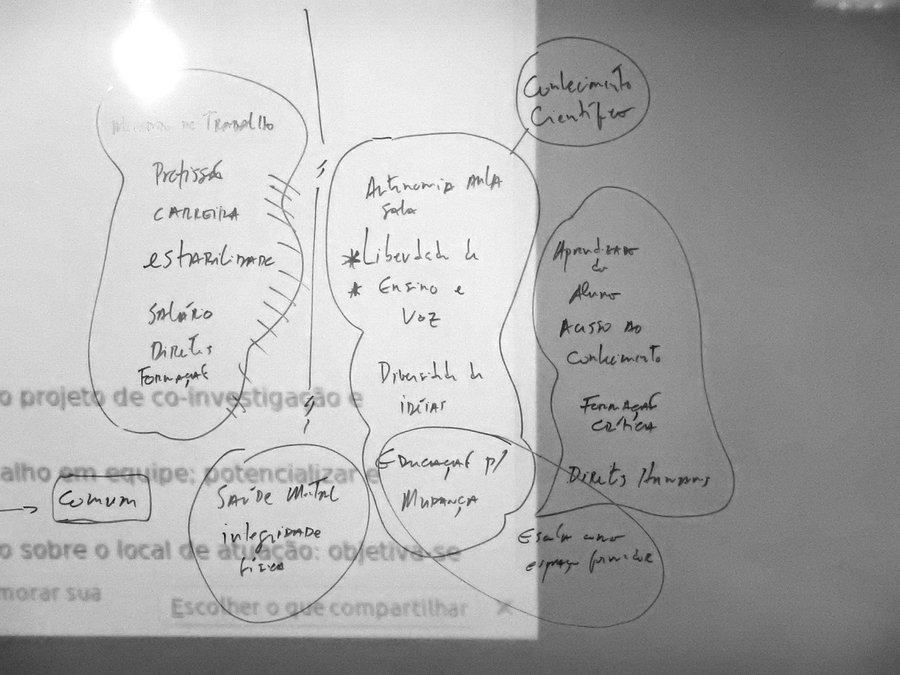 Conhecimento
Científico
de Trabalho
Profissão
CARREIRA
estABILIDADE
SALÁRIO
Direitos
Formação
Autonomia AULA
sala
* Liberdade de
* Ensino e
Voz
Diversidade de
idéias
Educação p/
Mudança
Aprendizado
do
Aluno
Acesso ao
Conhecimento
Formação
crítica
Direitos Humanos
Escola como
espaço formador
Saúde Mental
integridade
física
Comum
o projeto de co-investigação e
alho em equipe; potencializar e
o sobre o local de atuação: objetiva-se
morar sua
Escolher o que compartilhar